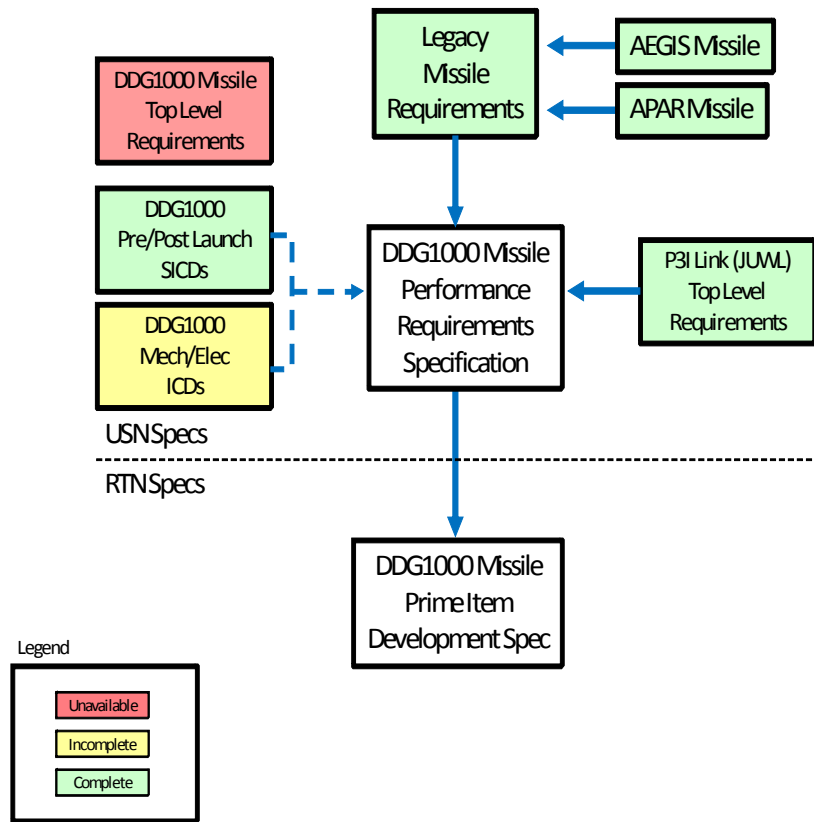 Legacy
Missile
Requirements
AEGIS Missile
APAR Missile
DDG1000 Missile
Top Level
Requirements
DDG1000
Pre/Post Launch
SICDs
DDG1000
Mech/Elec
ICDs
DDG1000 Missile
Performance
Requirements
Specification
P3I Link (JUWL)
Top Level
Requirements
USN Specs
RTN Specs
DDG1000 Missile
Prime Item
Development Spec
Legend
Unavailable
Incomplete
Complete